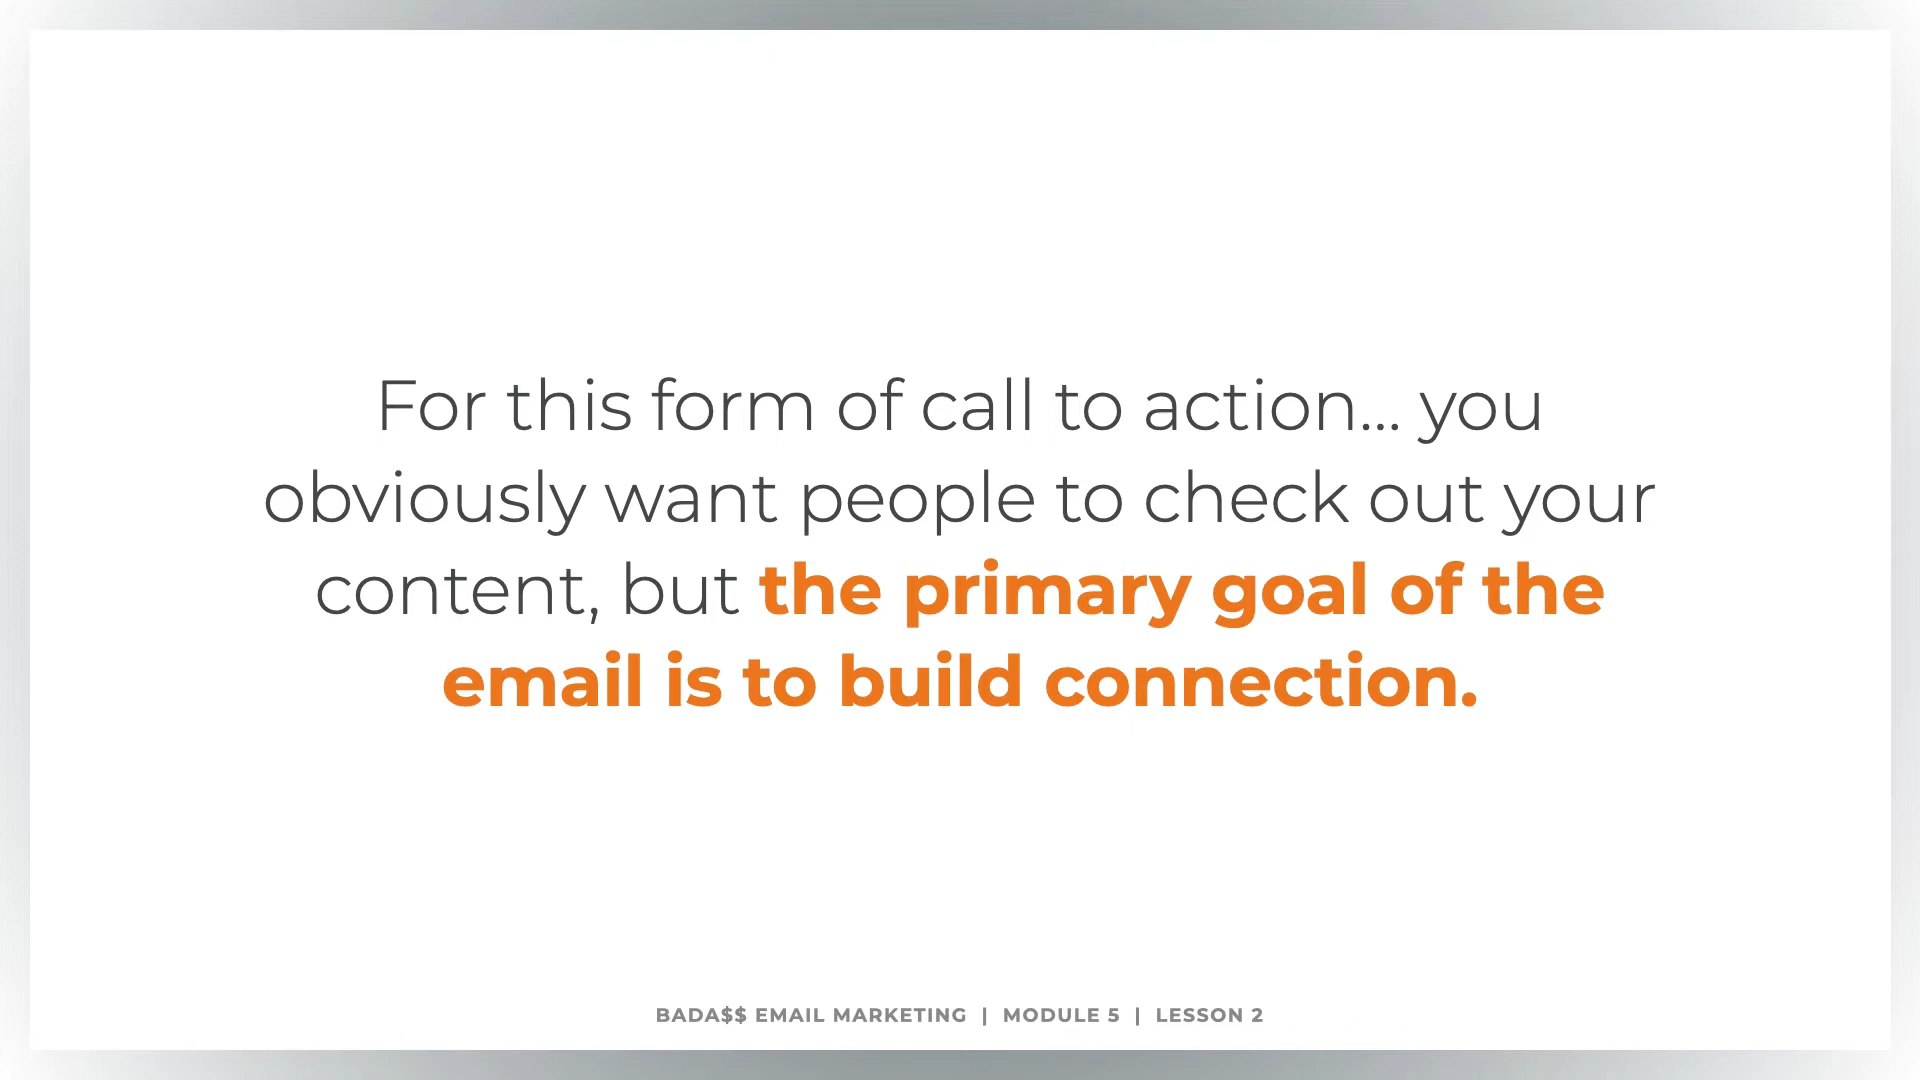 For this form of call to action... you
obviously want people to check out your
content, but the primary goal of the
email is to build connection.
BADA$$ EMAIL MARKETING | MODULE 5 | LESSON 2